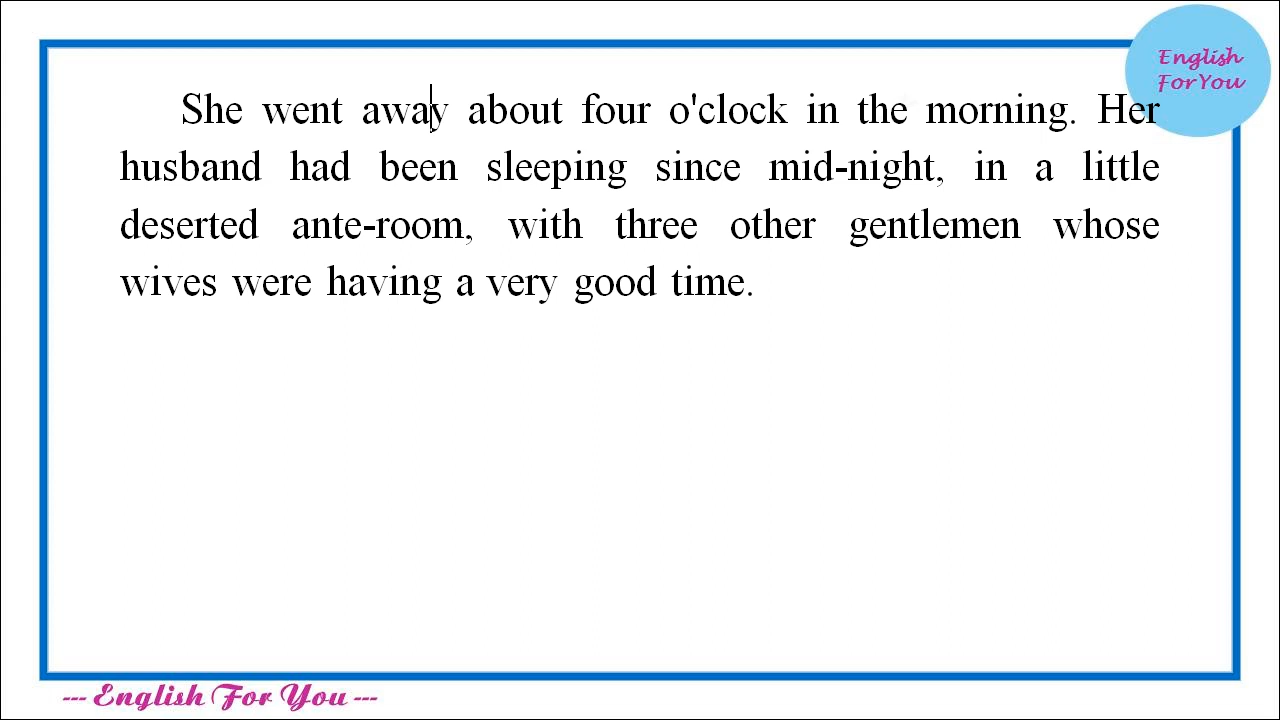 English
ForYou
She went away about four o'clock in the morning. Her
husband had been sleeping since mid-night, in a little
deserted ante-room, with three other gentlemen whose
wives were having a very good time.
--- English For You ---